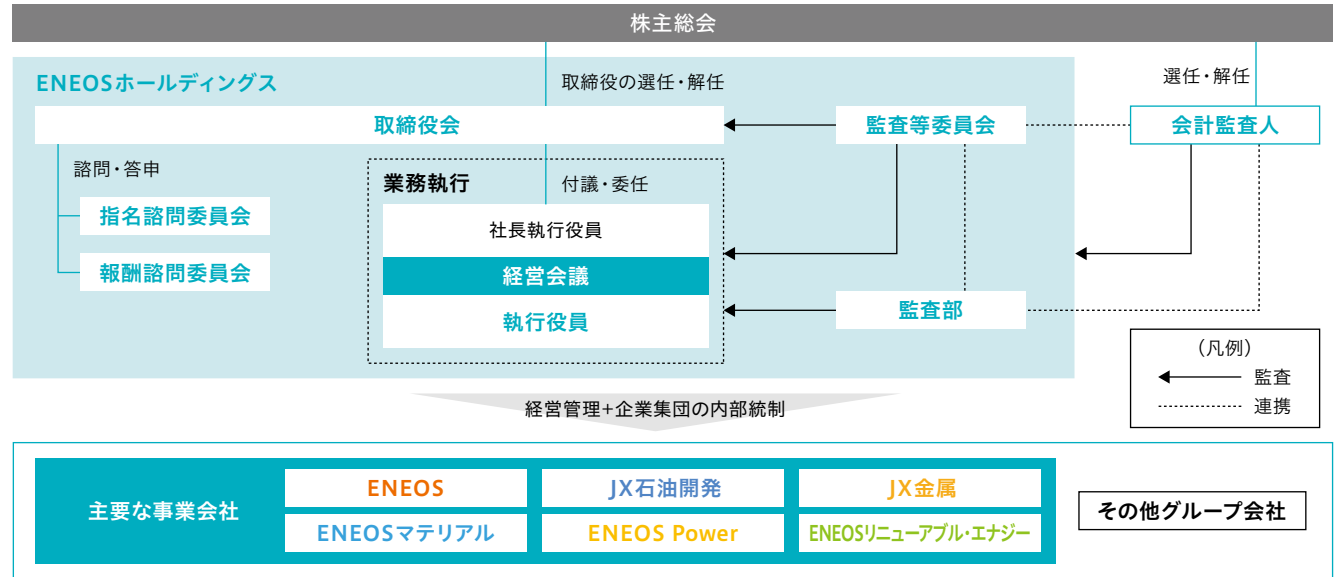 株主総会
ENEOSホールディングス
取締役の選任・解任
選任・解任
取締役会
監査等委員会
会計監査人
諮問・答申
業務執行
付議・委任
指名諮問委員会
社長執行役員
報酬諮問委員会
経営会議
執行役員
監査部
(凡例)
監査
連携
経営管理+企業集団の内部統制
主要な事業会社
ENEOS
JX石油開発
JX金属
ENEOSマテリアル
ENEOS Power
ENEOSリニューアブル・エナジー
その他グループ会社